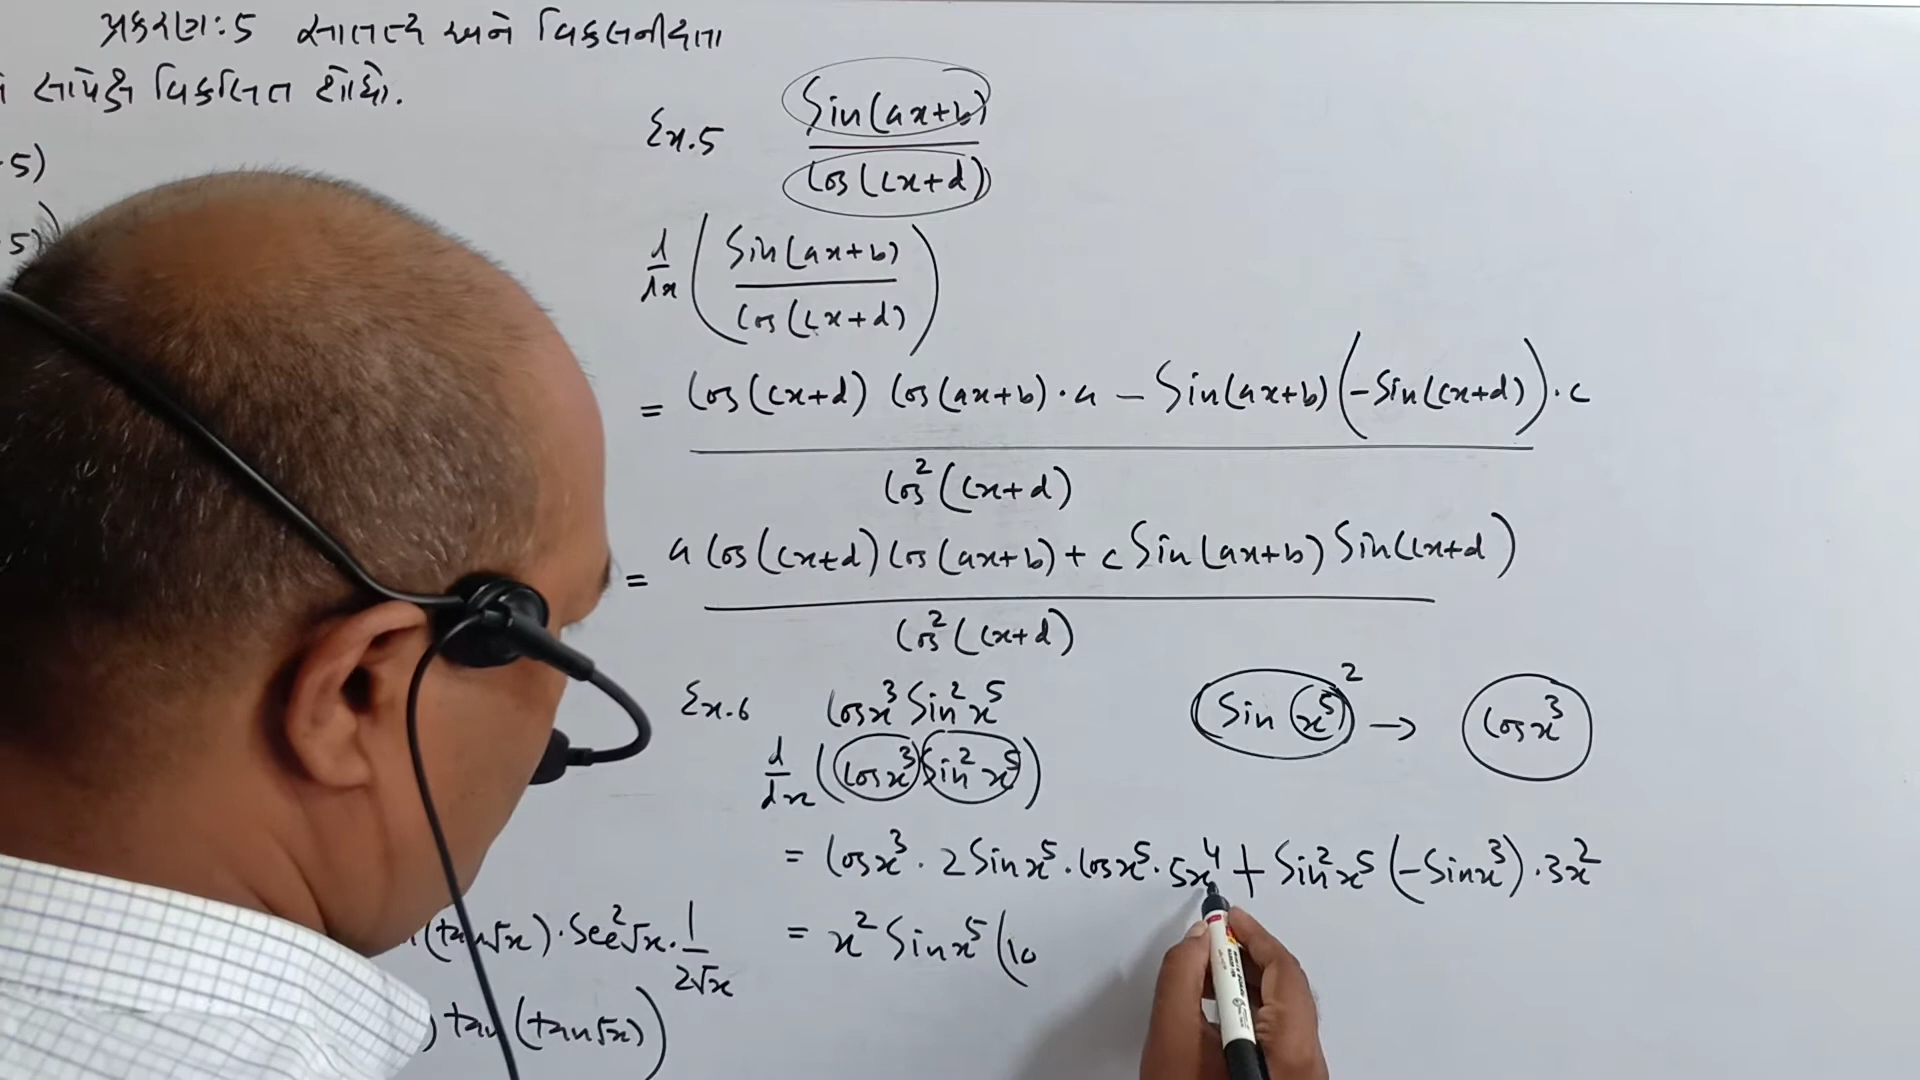 પ્રકરણ: 5 સાતત્ય અને વિકલનીયતા
સાપેક્ષે વિકલિત શોધો.
5)
5)
Ex.5 Sin(ax+b) / Cos(cx+d)
d/dx ( Sin(ax+b) / Cos(cx+d) )
= Cos(cx+d) Cos(ax+b)·a − Sin(ax+b) (−Sin(cx+d))·c / Cos²(cx+d)
= a Cos(cx+d) Cos(ax+b) + c Sin(ax+b) Sin(cx+d) / Cos²(cx+d)
Ex.6 Cosx³ Sin²x⁵
Sin(x⁵)² → Cosx³
d/dx (Cosx³ Sin²x⁵)
= Cosx³ · 2 Sinx⁵ · Cosx⁵ · 5x⁴ + Sin²x⁵ (−Sinx³) · 3x²
= x² Sinx⁵ (10
(tan√x) · Sec²√x · 1/2√x
) tan (tan√x) )